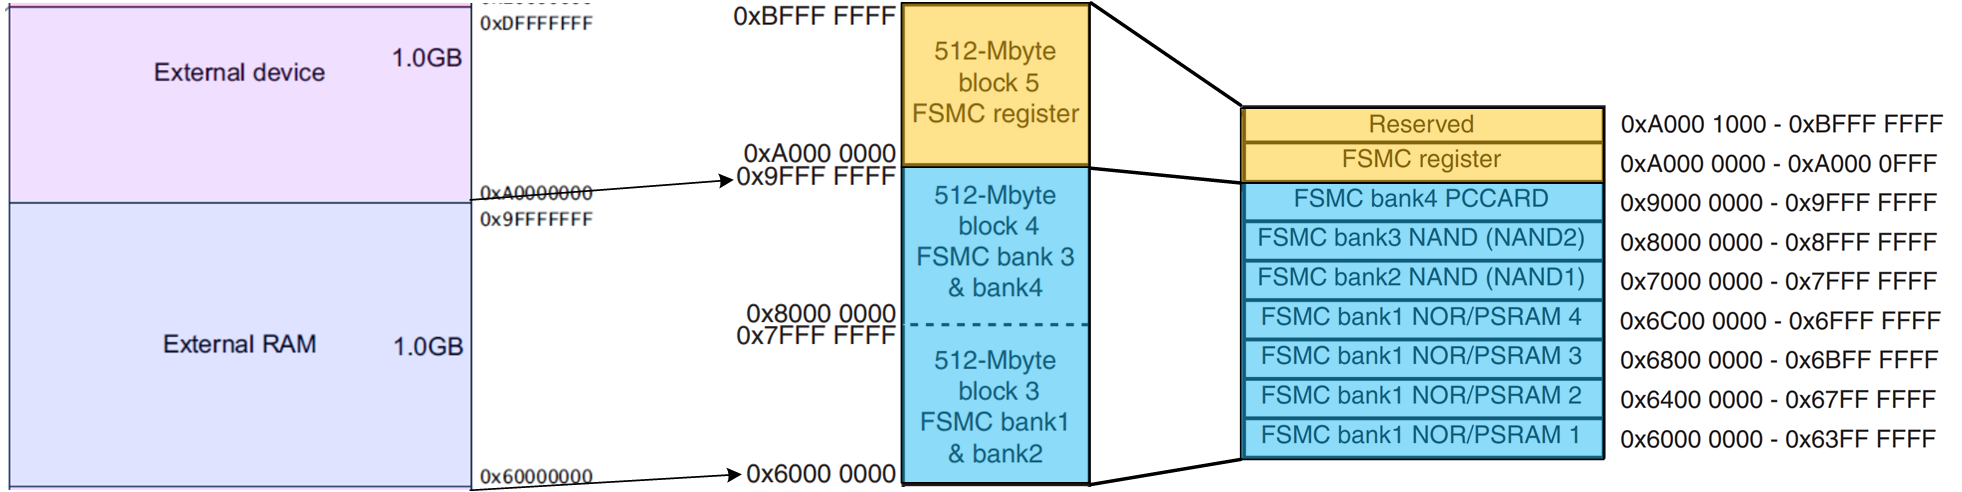 0xDFFFFFFF
External device
1.0GB
0xA0000000
0x9FFFFFFF
External RAM
1.0GB
0x60000000
0xBFFF FFFF
0xA000 0000
0x9FFF FFFF
0x8000 0000
0x7FFF FFFF
0x6000 0000
512-Mbyte
block 5
FSMC register
512-Mbyte
block 4
FSMC bank 3
& bank4
512-Mbyte
block 3
FSMC bank1
& bank2
Reserved 0xA000 1000 - 0xBFFF FFFF
FSMC register 0xA000 0000 - 0xA000 0FFF
FSMC bank4 PCCARD 0x9000 0000 - 0x9FFF FFFF
FSMC bank3 NAND (NAND2) 0x8000 0000 - 0x8FFF FFFF
FSMC bank2 NAND (NAND1) 0x7000 0000 - 0x7FFF FFFF
FSMC bank1 NOR/PSRAM 4 0x6C00 0000 - 0x6FFF FFFF
FSMC bank1 NOR/PSRAM 3 0x6800 0000 - 0x6BFF FFFF
FSMC bank1 NOR/PSRAM 2 0x6400 0000 - 0x67FF FFFF
FSMC bank1 NOR/PSRAM 1 0x6000 0000 - 0x63FF FFFF